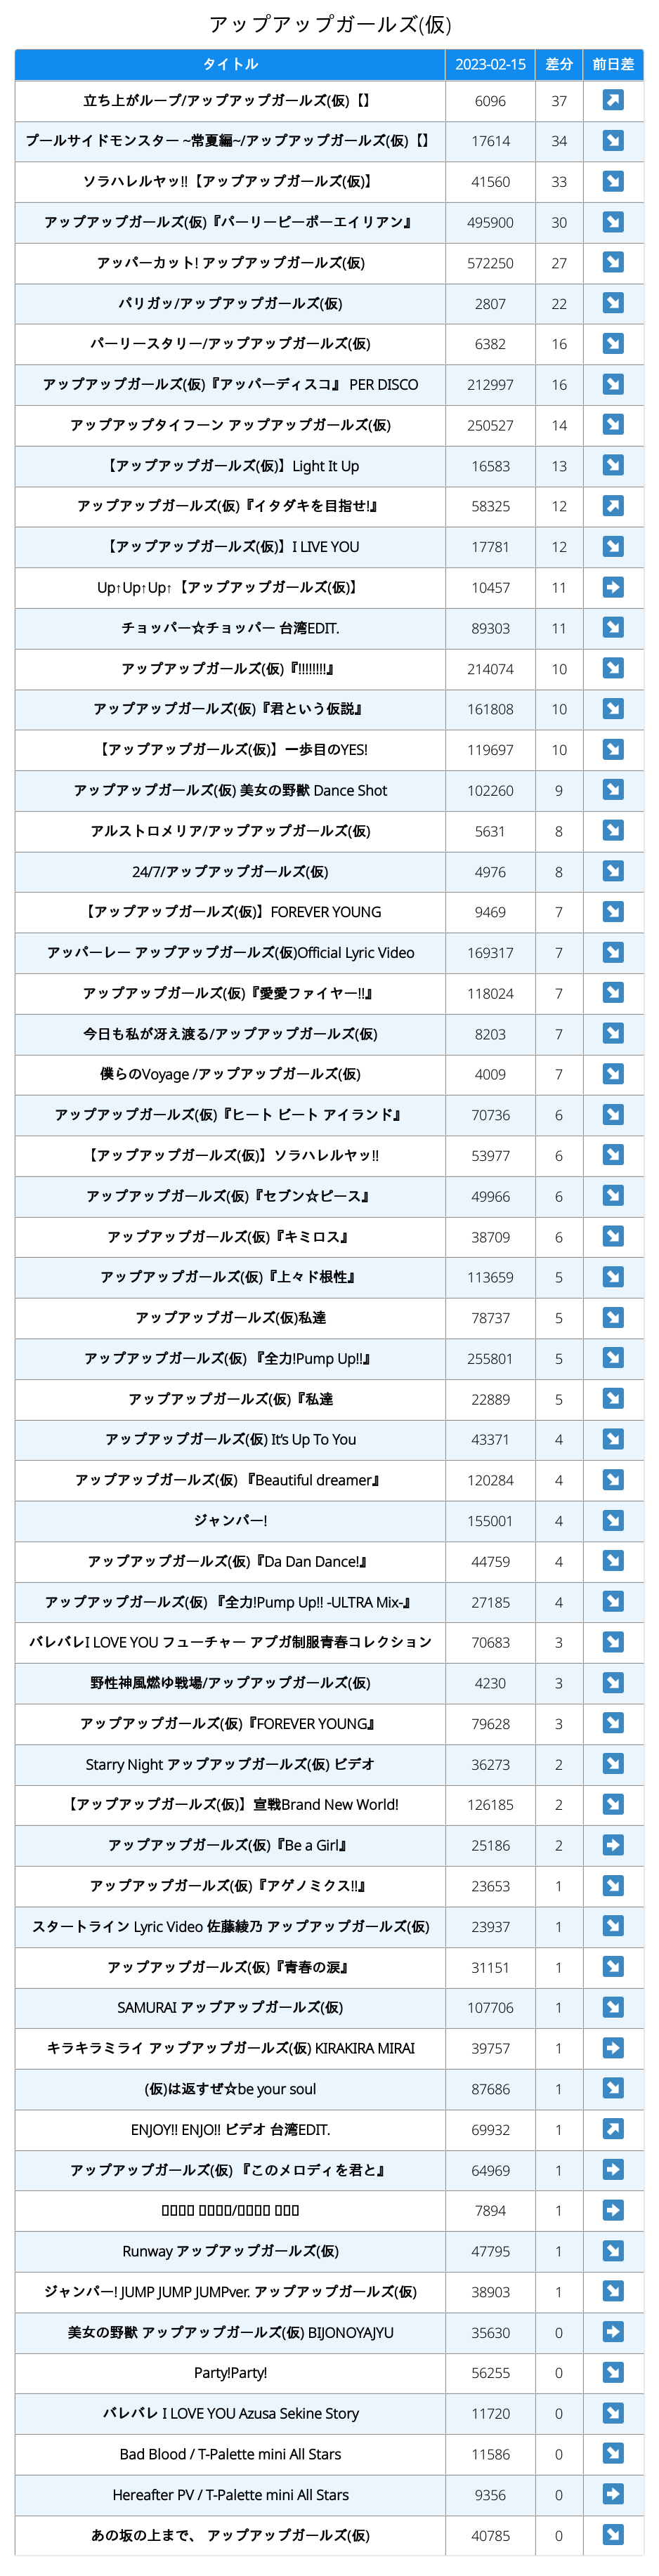 アップアップガールズ(仮)
タイトル 2023-02-15 差分 前日差
立ち上がループ/アップアップガールズ(仮)【】 6096 37
プールサイドモンスター ~常夏編~/アップアップガールズ(仮)【】 17614 34
ソラハレルヤッ!!【アップアップガールズ(仮)】 41560 33
アップアップガールズ(仮)『パーリーピーポーエイリアン』 495900 30
アッパーカット! アップアップガールズ(仮) 572250 27
パリガッ/アップアップガールズ(仮) 2807 22
パーリースタリー/アップアップガールズ(仮) 6382 16
アップアップガールズ(仮)『アッパーディスコ』 PER DISCO 212997 16
アップアップタイフーン アップアップガールズ(仮) 250527 14
【アップアップガールズ(仮)】Light It Up 16583 13
アップアップガールズ(仮)『イタダキを目指せ!』 58325 12
【アップアップガールズ(仮)】I LIVE YOU 17781 12
Up↑Up↑Up↑【アップアップガールズ(仮)】 10457 11
チョッパー☆チョッパー 台湾EDIT. 89303 11
アップアップガールズ(仮)『!!!!!!!!』 214074 10
アップアップガールズ(仮)『君という仮説』 161808 10
【アップアップガールズ(仮)】一歩目のYES! 119697 10
アップアップガールズ(仮) 美女の野獣 Dance Shot 102260 9
アルストロメリア/アップアップガールズ(仮) 5631 8
24/7/アップアップガールズ(仮) 4976 8
【アップアップガールズ(仮)】FOREVER YOUNG 9469 7
アッパーレー アップアップガールズ(仮)Official Lyric Video 169317 7
アップアップガールズ(仮)『愛愛ファイヤー!!』 118024 7
今日も私が冴え渡る/アップアップガールズ(仮) 8203 7
僕らのVoyage /アップアップガールズ(仮) 4009 7
アップアップガールズ(仮)『ヒート ビート アイランド』 70736 6
【アップアップガールズ(仮)】ソラハレルヤッ!! 53977 6
アップアップガールズ(仮)『セブン☆ピース』 49966 6
アップアップガールズ(仮)『キミロス』 38709 6
アップアップガールズ(仮)『上々ド根性』 113659 5
アップアップガールズ(仮)私達 78737 5
アップアップガールズ(仮) 『全力!Pump Up!!』 255801 5
アップアップガールズ(仮)『私達 22889 5
アップアップガールズ(仮) It's Up To You 43371 4
アップアップガールズ(仮) 『Beautiful dreamer』 120284 4
ジャンパー! 155001 4
アップアップガールズ(仮)『Da Dan Dance!』 44759 4
アップアップガールズ(仮) 『全力!Pump Up!! -ULTRA Mix-』 27185 4
バレバレI LOVE YOU フューチャー アプガ制服青春コレクション 70683 3
野性神風燃ゆ戦場/アップアップガールズ(仮) 4230 3
アップアップガールズ(仮)『FOREVER YOUNG』 79628 3
Starry Night アップアップガールズ(仮) ビデオ 36273 2
【アップアップガールズ(仮)】宣戦Brand New World! 126185 2
アップアップガールズ(仮)『Be a Girl』 25186 2
アップアップガールズ(仮)『アゲノミクス!!』 23653 1
スタートライン Lyric Video 佐藤綾乃 アップアップガールズ(仮) 23937 1
アップアップガールズ(仮)『青春の涙』 31151 1
SAMURAI アップアップガールズ(仮) 107706 1
キラキラミライ アップアップガールズ(仮) KIRAKIRA MIRAI 39757 1
(仮)は返すぜ☆be your soul 87686 1
ENJOY!! ENJO!! ビデオ 台湾EDIT. 69932 1
アップアップガールズ(仮) 『このメロディを君と』 64969 1
7894 1
Runway アップアップガールズ(仮) 47795 1
ジャンパー! JUMP JUMP JUMPver. アップアップガールズ(仮) 38903 1
美女の野獣 アップアップガールズ(仮) BIJONOYAJYU 35630 0
Party!Party! 56255 0
バレバレ I LOVE YOU Azusa Sekine Story 11720 0
Bad Blood / T-Palette mini All Stars 11586 0
Hereafter PV / T-Palette mini All Stars 9356 0
あの坂の上まで、 アップアップガールズ(仮) 40785 0